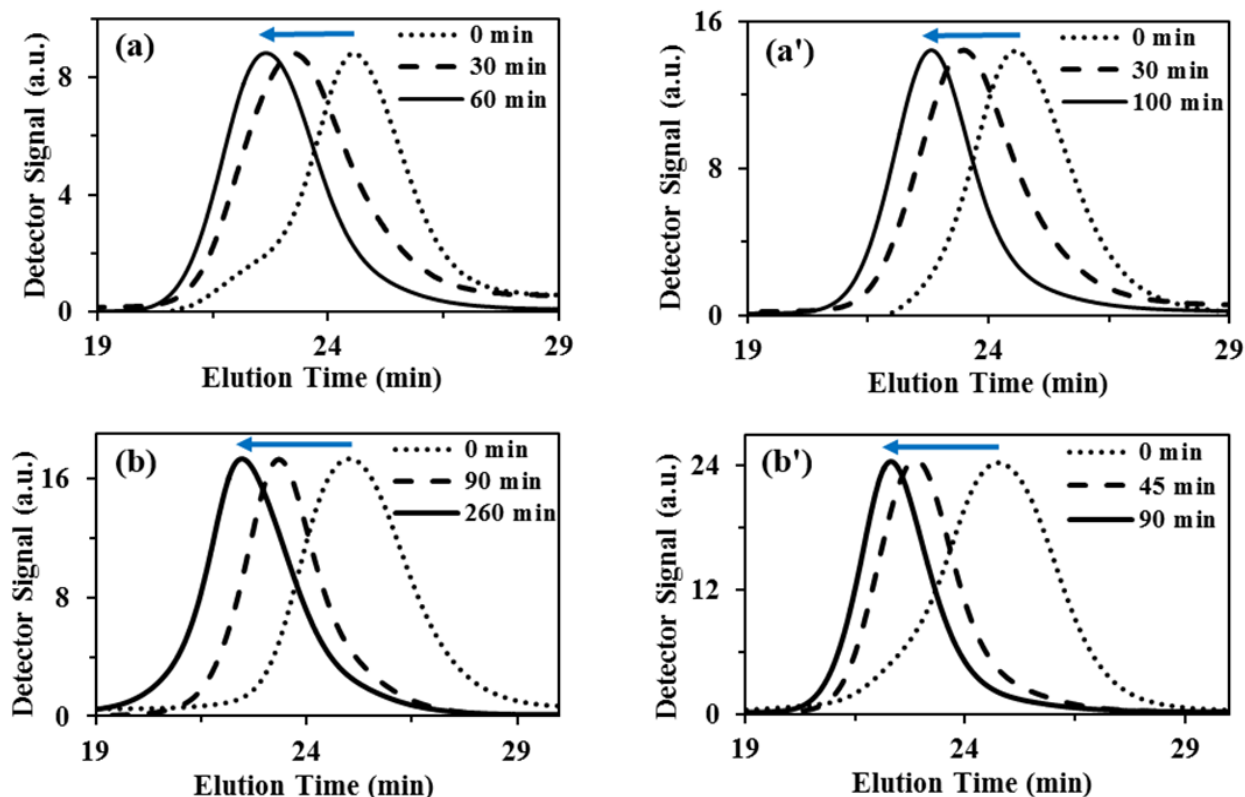 (a)
0 min
30 min
60 min
8
4
0
19 24 29
Detector Signal (a.u.)
Elution Time (min)
(a')
0 min
30 min
100 min
16
8
0
19 24 29
Detector Signal (a.u.)
Elution Time (min)
(b)
0 min
90 min
260 min
16
8
0
19 24 29
Detector Signal (a.u.)
Elution Time (min)
(b')
0 min
45 min
90 min
24
12
0
19 24 29
Detector Signal (a.u.)
Elution Time (min)